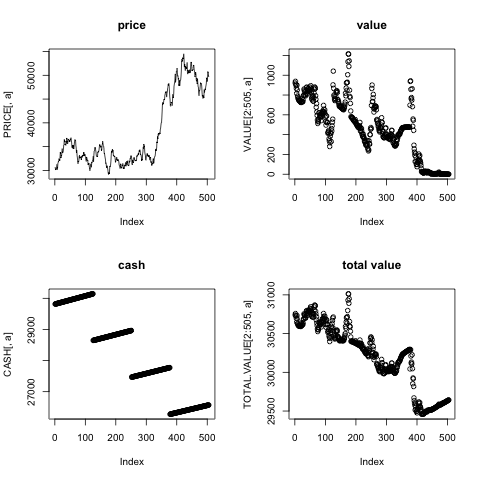 price
PRICE[, a]
30000 40000 50000
0 100 200 300 400 500
Index
value
VALUE[2:505, a]
0 200 600 1000
0 100 200 300 400 500
Index
cash
CASH[, a]
27000 29000
0 100 200 300 400 500
Index
total value
TOTAL.VALUE[2:505, a]
29500 30000 30500 31000
0 100 200 300 400 500
Index